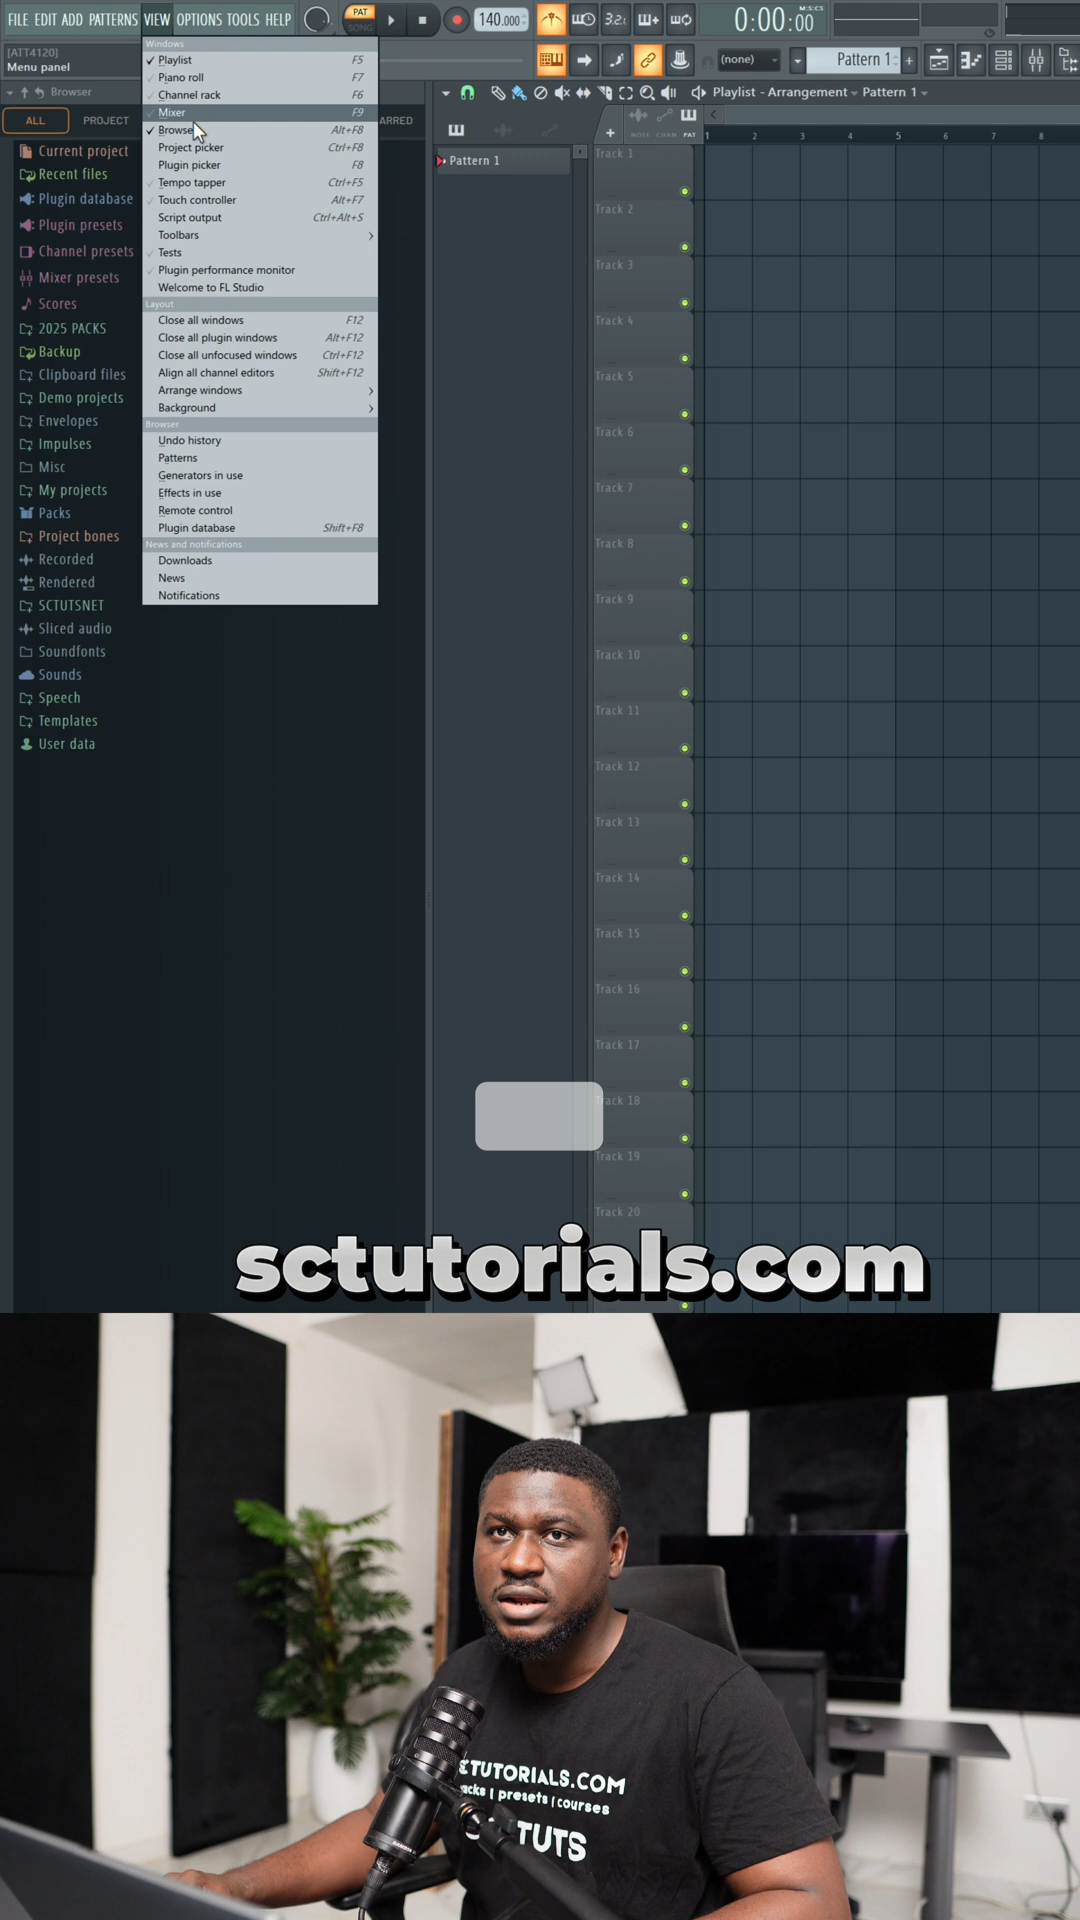 FILE EDIT ADD PATTERNS VIEW OPTIONS TOOLS HELP
PAT
SONG
3.2.
140.000
0:00:00
M:S:CS
[ATT4120]
Menu panel
(none)
Pattern 1
+
Browser
Playlist - Arrangement
Pattern 1
ALL
PROJECT
ARRED
Current project
Recent files
Plugin database
Plugin presets
Channel presets
Mixer presets
Scores
2025 PACKS
Backup
Clipboard files
Demo projects
Envelopes
Impulses
Misc
My projects
Packs
Project bones
Recorded
Rendered
SCTUTSNET
Sliced audio
Soundfonts
Sounds
Speech
Templates
User data
Windows
Playlist F5
Piano roll F7
Channel rack F6
Mixer F9
Browse Alt+F8
Project picker Ctrl+F8
Plugin picker F8
Tempo tapper Ctrl+F5
Touch controller Alt+F7
Script output Ctrl+Alt+S
Toolbars
Tests
Plugin performance monitor
Welcome to FL Studio
Layout
Close all windows F12
Close all plugin windows Alt+F12
Close all unfocused windows Ctrl+F12
Align all channel editors Shift+F12
Arrange windows
Background
Browser
Undo history
Patterns
Generators in use
Effects in use
Remote control
Plugin database Shift+F8
News and notifications
Downloads
News
Notifications
Pattern 1
+
NOTE CHAN PAT
1 2 3 4 5 6 7 8
Track 1
Track 2
Track 3
Track 4
Track 5
Track 6
Track 7
Track 8
Track 9
Track 10
Track 11
Track 12
Track 13
Track 14
Track 15
Track 16
Track 17
Track 18
Track 19
Track 20
sctutorials.com
SCTUTORIALS.COM
acks | presets | courses
TUTS
SAMSON